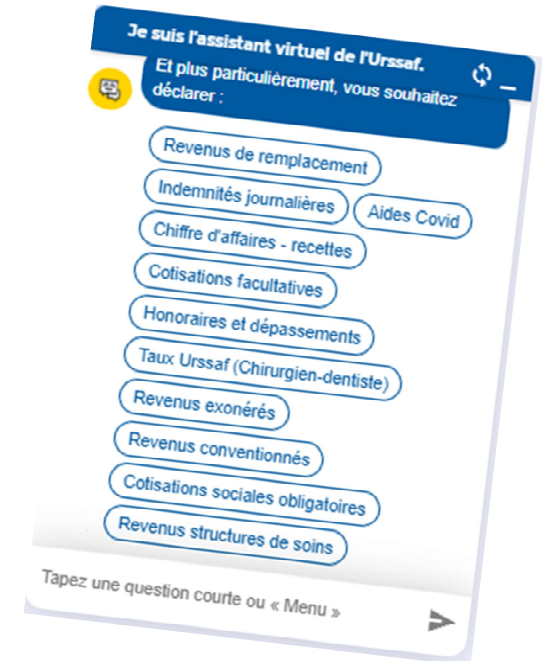 Je suis l'assistant virtuel de l'Urssaf.
Et plus particulièrement, vous souhaitez
déclarer :
Revenus de remplacement
Indemnités journalières
Aides Covid
Chiffre d'affaires - recettes
Cotisations facultatives
Honoraires et dépassements
Taux Urssaf (Chirurgien-dentiste)
Revenus exonérés
Revenus conventionnés
Cotisations sociales obligatoires
Revenus structures de soins
Tapez une question courte ou « Menu »